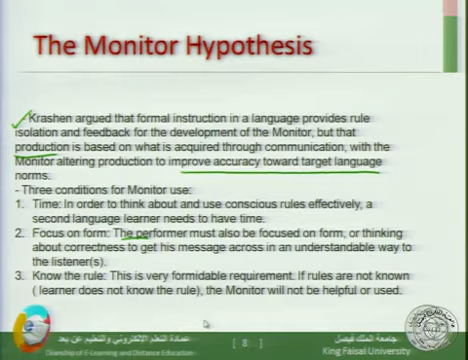 The Monitor Hypothesis
Krashen argued that formal instruction in a language provides rule
isolation and feedback for the development of the Monitor, but that
production is based on what is acquired through communication, with the
Monitor altering production to improve accuracy toward target language
norms.
- Three conditions for Monitor use:
1. Time: In order to think about and use conscious rules effectively, a
second language learner needs to have time.
2. Focus on form: The performer must also be focused on form, or thinking
about correctness to get his message across in an understandable way to
the listener(s).
3. Know the rule: This is very formidable requirement. If rules are not known
( learner does not know the rule), the Monitor will not be helpful or used.
عمادة التعلم الإلكتروني والتعليم عن بعد
Deanship of E-Learning and Distance Education
[ 8 ]
جامعة الملك فيصل
King Faisal University